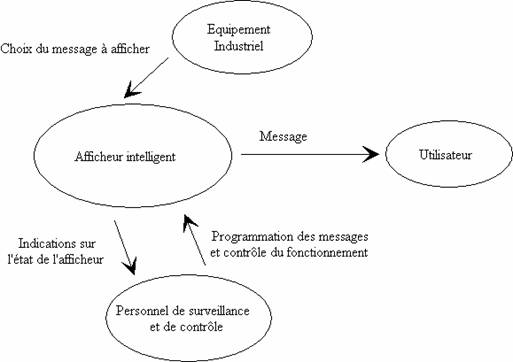 Equipement
Industriel
Choix du message à afficher
Message
Afficheur intelligent
Utilisateur
Indications sur
l'état de l'afficheur
Programmation des messages
et contrôle du fonctionnement
Personnel de surveillance
et de contrôle